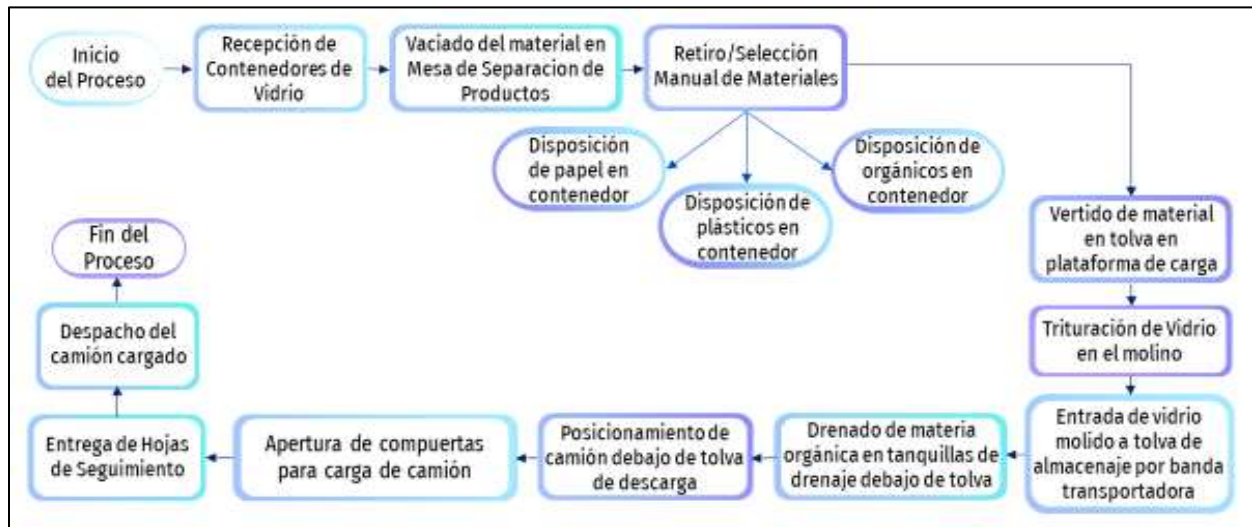 Inicio
del Proceso
Recepción de
Contenedores de
Vidrio
Vaciado del material en
Mesa de Separacion de
Productos
Retiro/Selección
Manual de Materiales
Disposición
de papel en
contenedor
Disposición de
plásticos en
contenedor
Disposición de
orgánicos en
contenedor
Vertido de material
en tolva en
plataforma de carga
Trituración de Vidrio
en el molino
Entrada de vidrio
molido a tolva de
almacenaje por banda
transportadora
Drenado de materia
orgánica en tanquillas de
drenaje debajo de tolva
Posicionamiento de
camión debajo de tolva
de descarga
Apertura de compuertas
para carga de camión
Entrega de Hojas
de Seguimiento
Despacho del
camión cargado
Fin del
Proceso